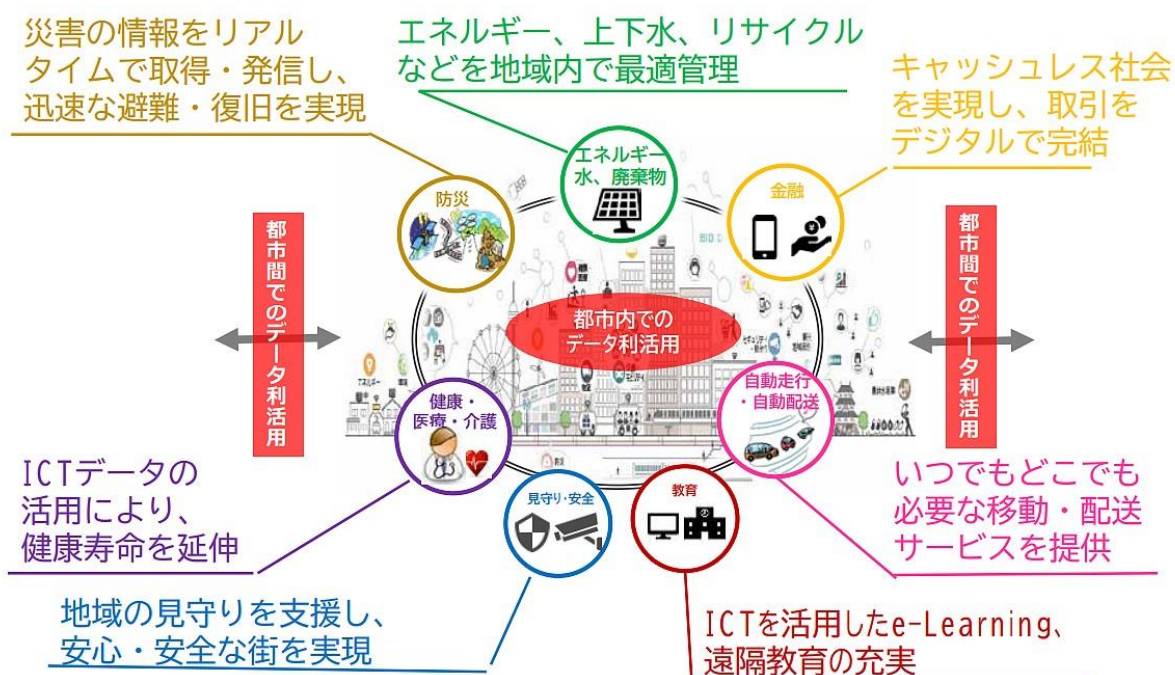 災害の情報をリアル
タイムで取得・発信し、
迅速な避難・復旧を実現
エネルギー、上下水、リサイクル
などを地域内で最適管理
キャッシュレス社会
を実現し、取引を
デジタルで完結
防災
エネルギー
水、廃棄物
金融
都市間でのデータ利活用
都市内での
データ利活用
都市間でのデータ利活用
エネルギー
健康・
医療・介護
自動走行
・自動配送
見守り・安全
教育
ICTデータの
活用により、
健康寿命を延伸
いつでもどこでも
必要な移動・配送
サービスを提供
地域の見守りを支援し、
安心・安全な街を実現
ICTを活用したe-Learning、
遠隔教育の充実